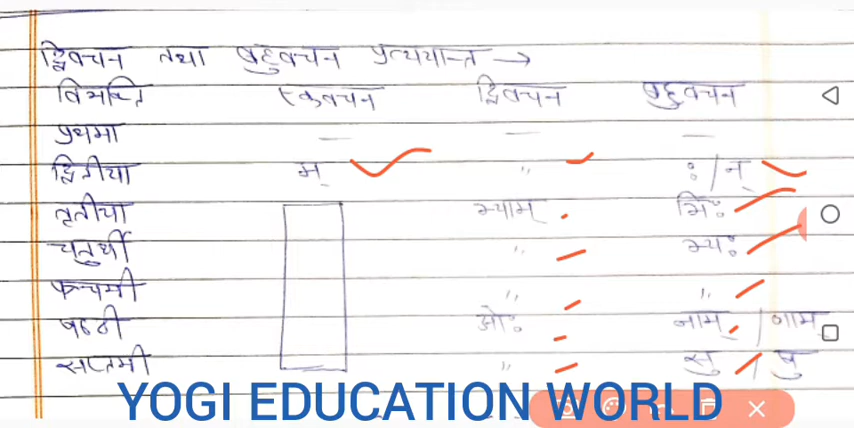 द्विवचन तथा बहुवचन प्रत्ययान्त →
विभक्ति एकवचन द्विवचन बहुवचन
प्रथमा — — —
द्वितीया म् " ः/न्
तृतीया भ्याम् भिः
चतुर्थी " भ्यः
पञ्चमी " "
षष्ठी ओः नाम्/णाम्
सप्तमी " सु/षु
YOGI EDUCATION WORLD